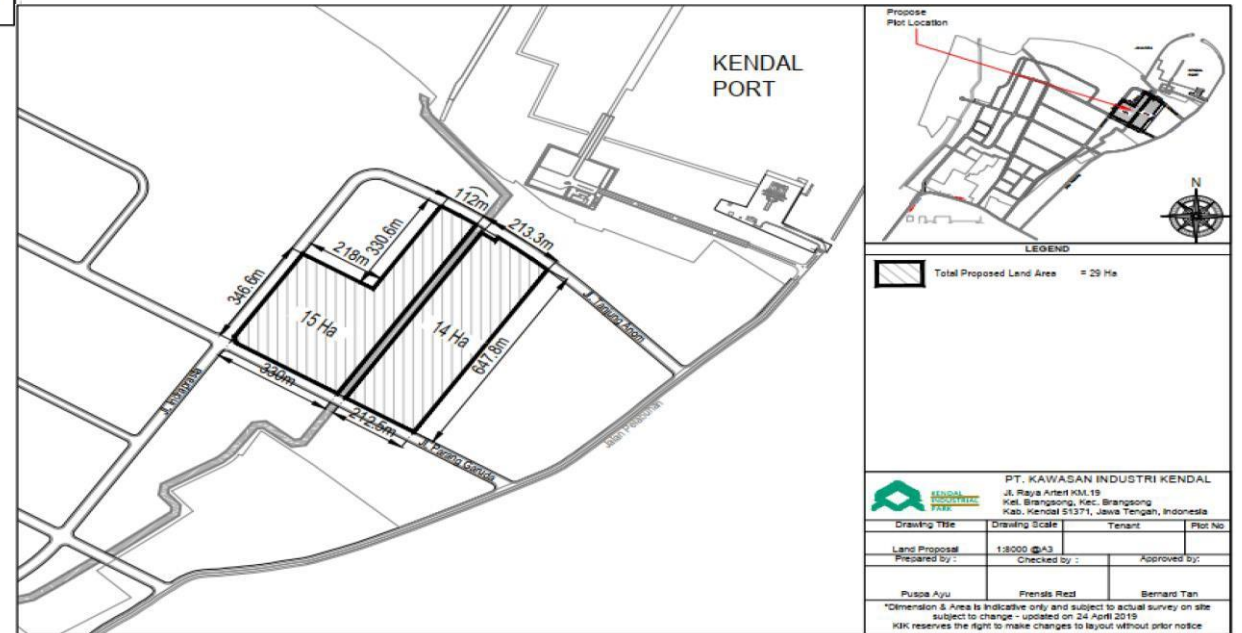 KENDAL
PORT
112m
213.3m
330.6m
218m
346.6m
15 Ha
14 Ha
647.8m
330m
212.5m
Jalan Pelabuhan
Propose
Plot Location
N
LEGEND
Total Proposed Land Area = 29 Ha
KENDAL
INDUSTRIAL
PARK
PT. KAWASAN INDUSTRI KENDAL
Jl. Raya Arteri KM.19
Kel. Brangsong, Kec. Brangsong
Kab. Kendal 51371, Jawa Tengah, Indonesia
Drawing Title Drawing Scale Tenant Plot No
Land Proposal 1:8000 @A3
Prepared by : Checked by : Approved by:
Puspa Ayu Frensis Rezi Bernard Tan
*Dimension & Area is indicative only and subject to actual survey on site
subject to change - updated on 24 April 2019
KIK reserves the right to make changes to layout without prior notice